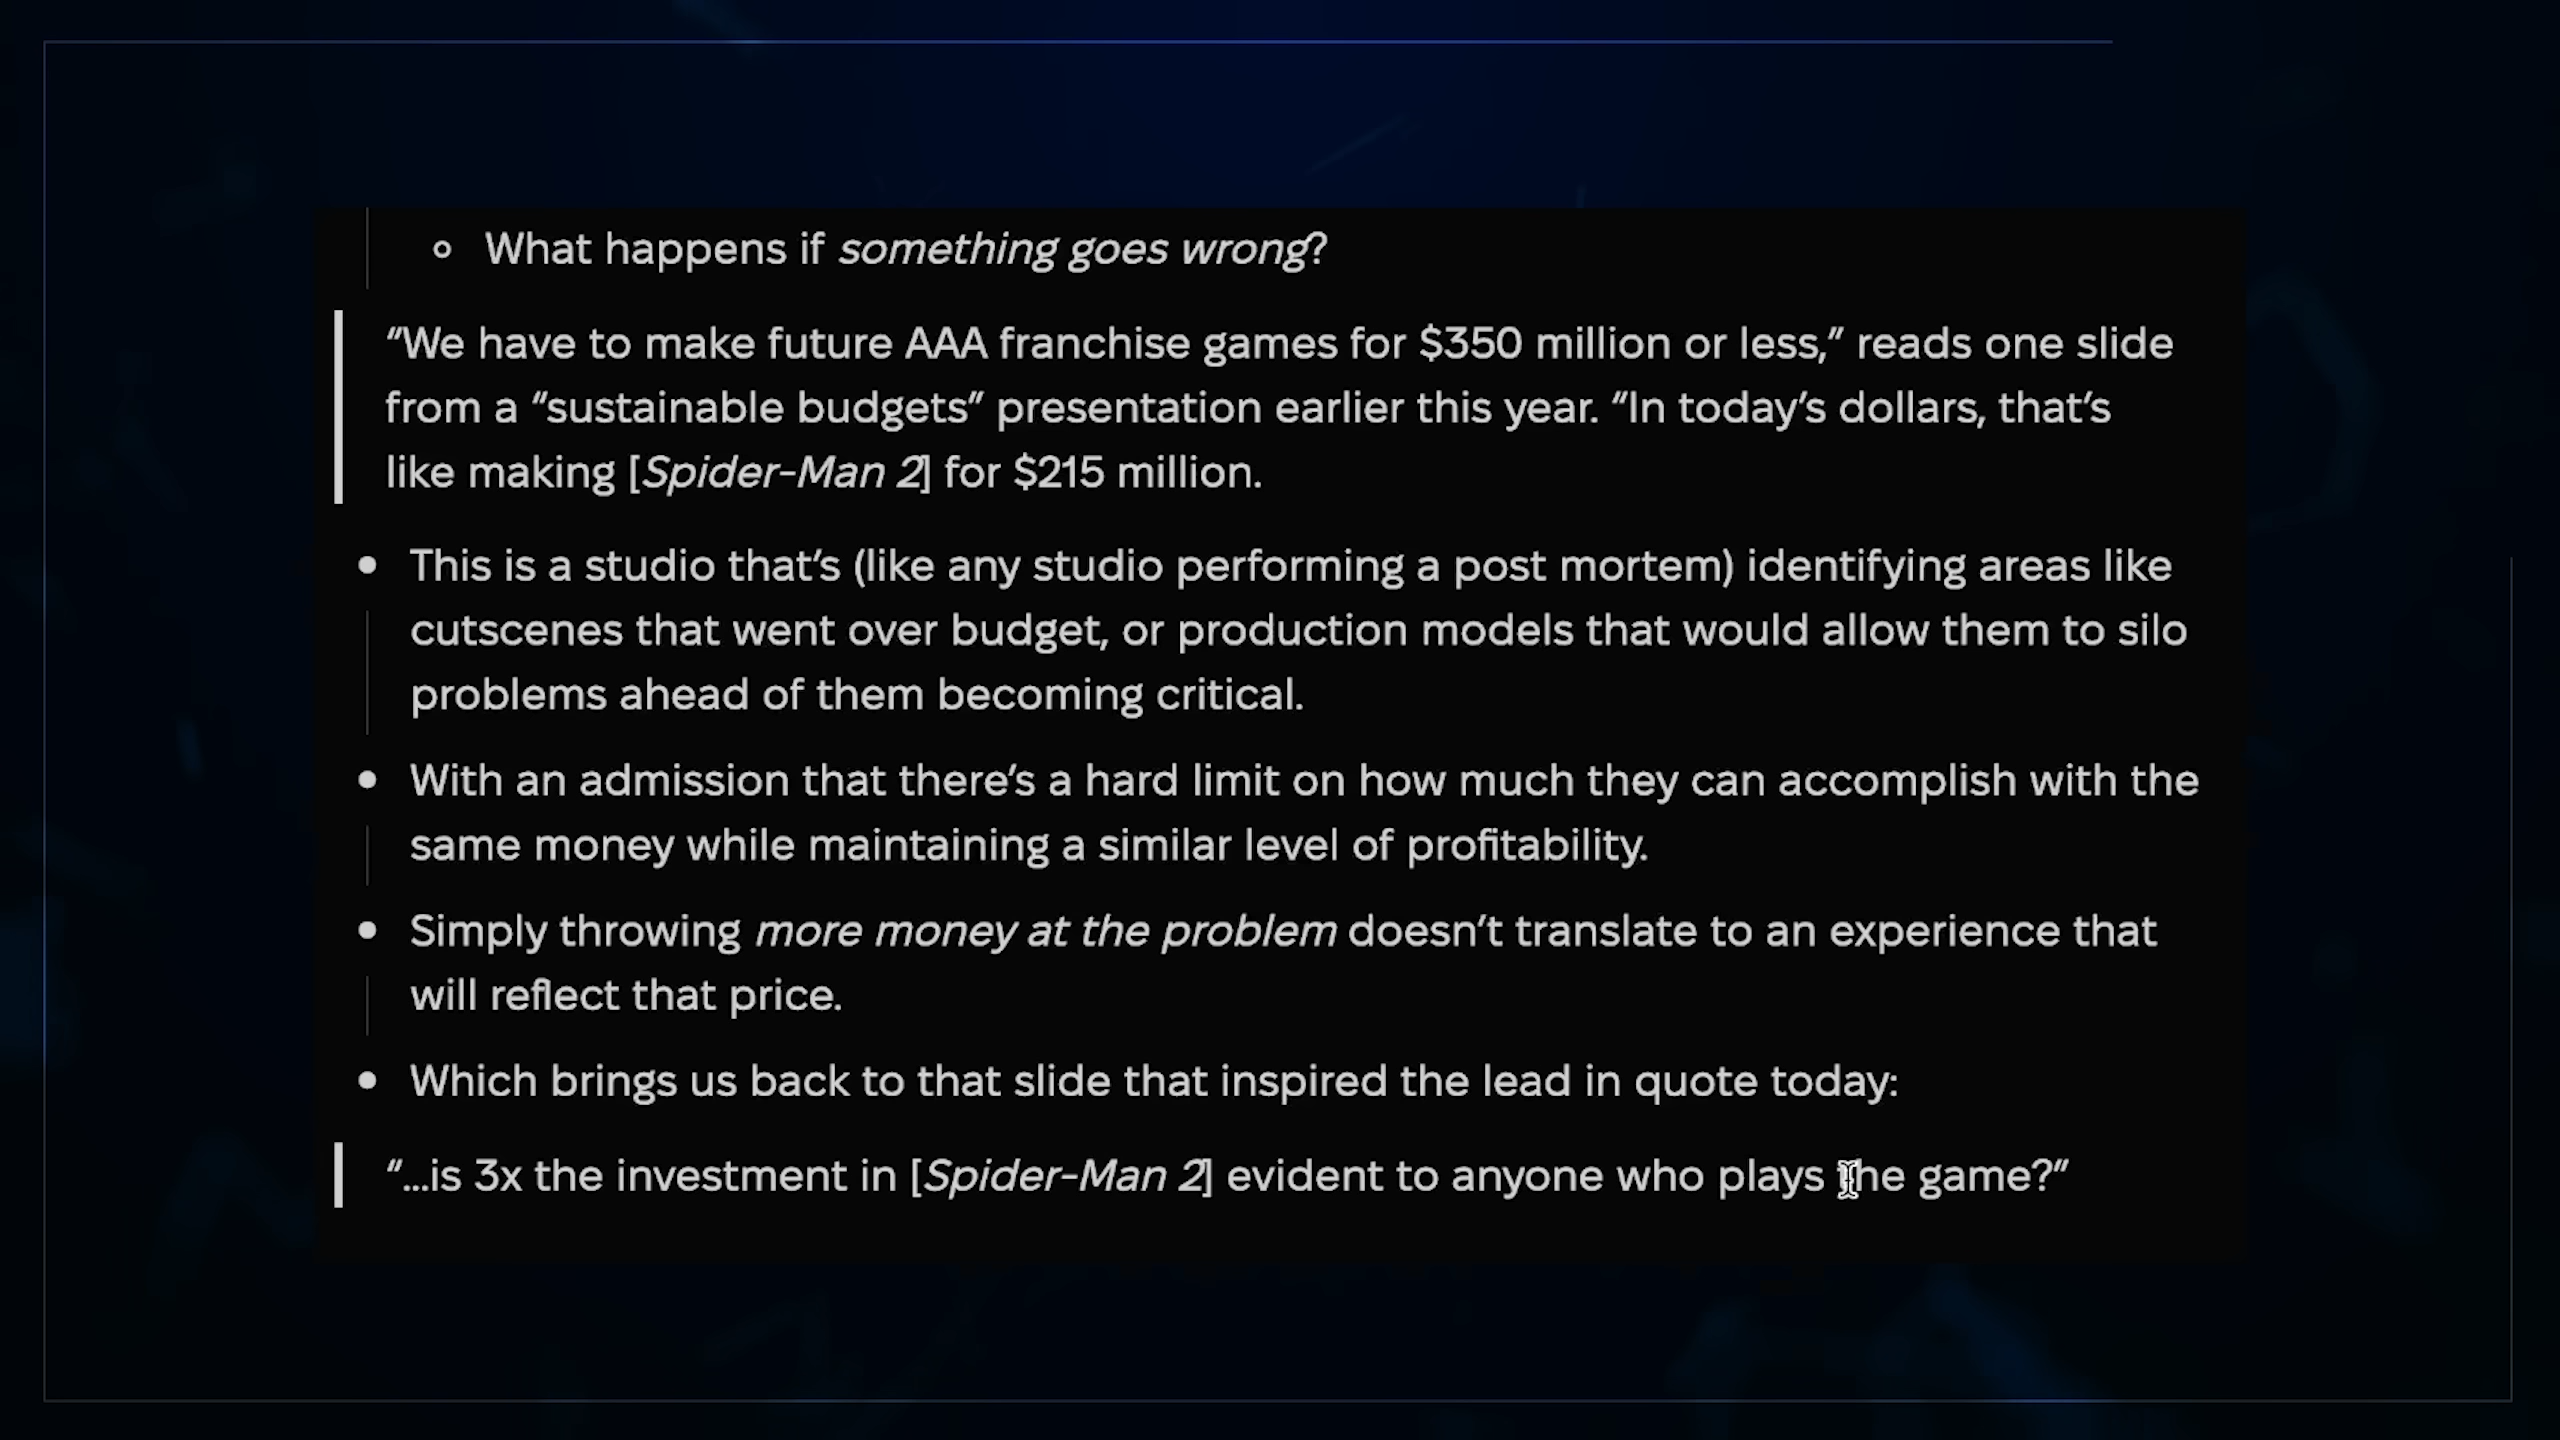 What happens if something goes wrong?
“We have to make future AAA franchise games for $350 million or less,” reads one slide
from a “sustainable budgets” presentation earlier this year. “In today’s dollars, that’s
like making [Spider-Man 2] for $215 million.
This is a studio that’s (like any studio performing a post mortem) identifying areas like
cutscenes that went over budget, or production models that would allow them to silo
problems ahead of them becoming critical.
With an admission that there’s a hard limit on how much they can accomplish with the
same money while maintaining a similar level of profitability.
Simply throwing more money at the problem doesn’t translate to an experience that
will reflect that price.
Which brings us back to that slide that inspired the lead in quote today:
“…is 3x the investment in [Spider-Man 2] evident to anyone who plays the game?”